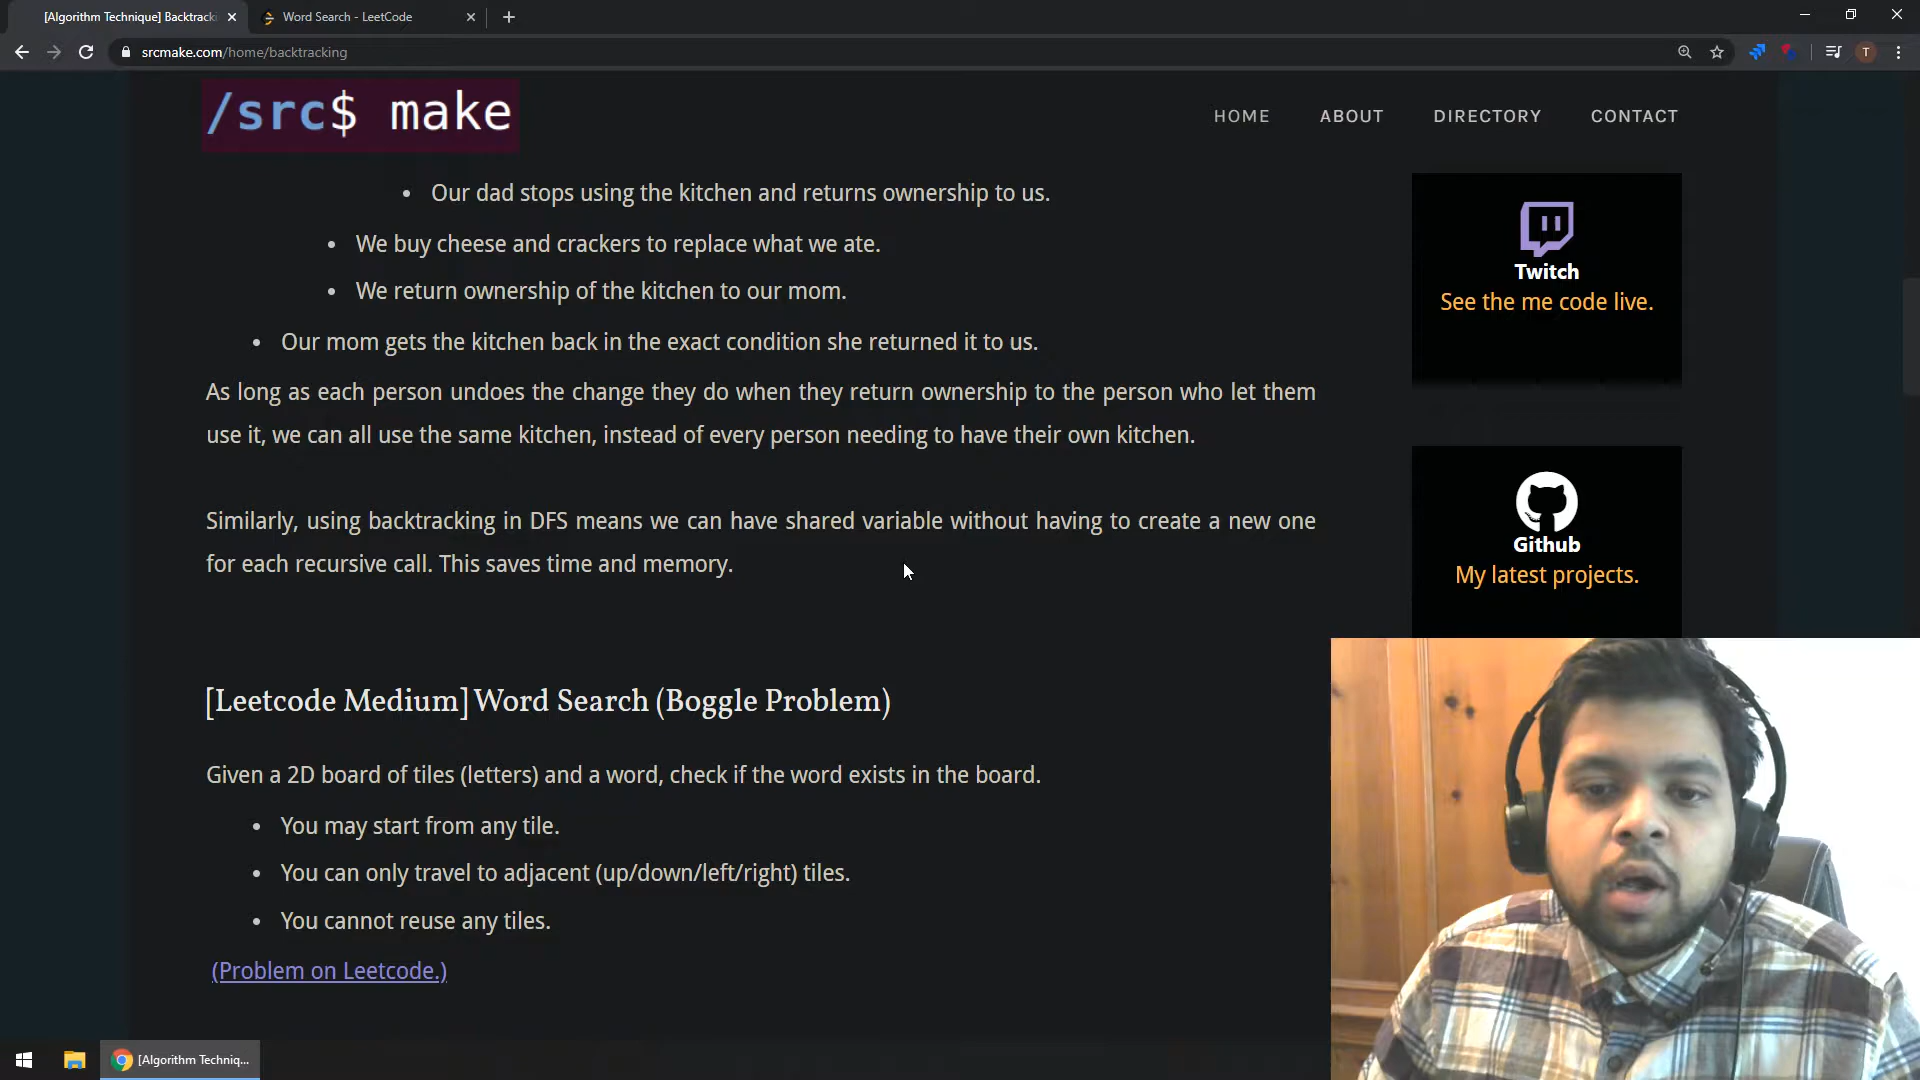 [Algorithm Technique] Backtracki
Word Search - LeetCode
srcmake.com/home/backtracking
T
/src$ make
HOME
ABOUT
DIRECTORY
CONTACT
• Our dad stops using the kitchen and returns ownership to us.
• We buy cheese and crackers to replace what we ate.
• We return ownership of the kitchen to our mom.
• Our mom gets the kitchen back in the exact condition she returned it to us.
As long as each person undoes the change they do when they return ownership to the person who let them
use it, we can all use the same kitchen, instead of every person needing to have their own kitchen.
Similarly, using backtracking in DFS means we can have shared variable without having to create a new one
for each recursive call. This saves time and memory.
[Leetcode Medium] Word Search (Boggle Problem)
Given a 2D board of tiles (letters) and a word, check if the word exists in the board.
• You may start from any tile.
• You can only travel to adjacent (up/down/left/right) tiles.
• You cannot reuse any tiles.
(Problem on Leetcode.)
Twitch
See the me code live.
Github
My latest projects.
[Algorithm Techniq...